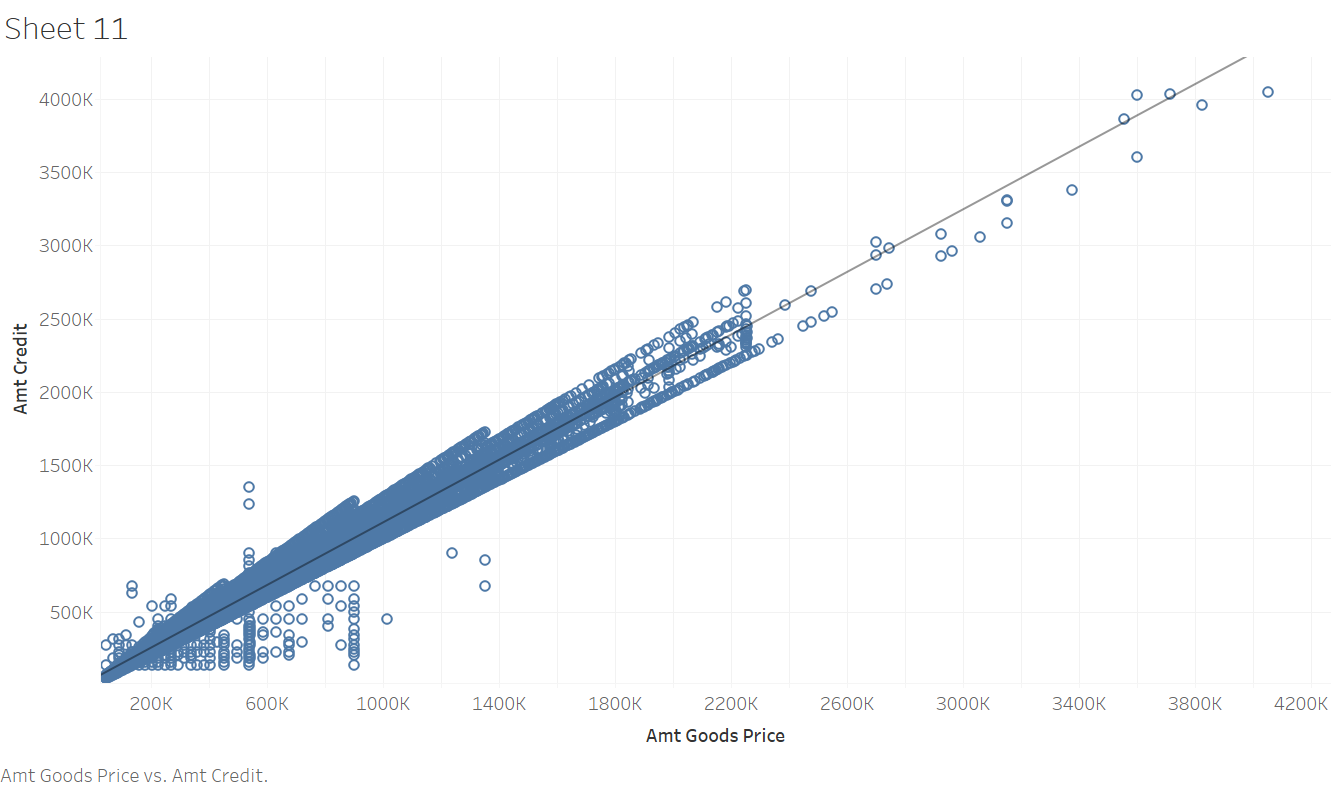 Sheet 11
4000K
3500K
3000K
2500K
2000K
1500K
1000K
500K
Amt Credit
200K 600K 1000K 1400K 1800K 2200K 2600K 3000K 3400K 3800K 4200K
Amt Goods Price
Amt Goods Price vs. Amt Credit.